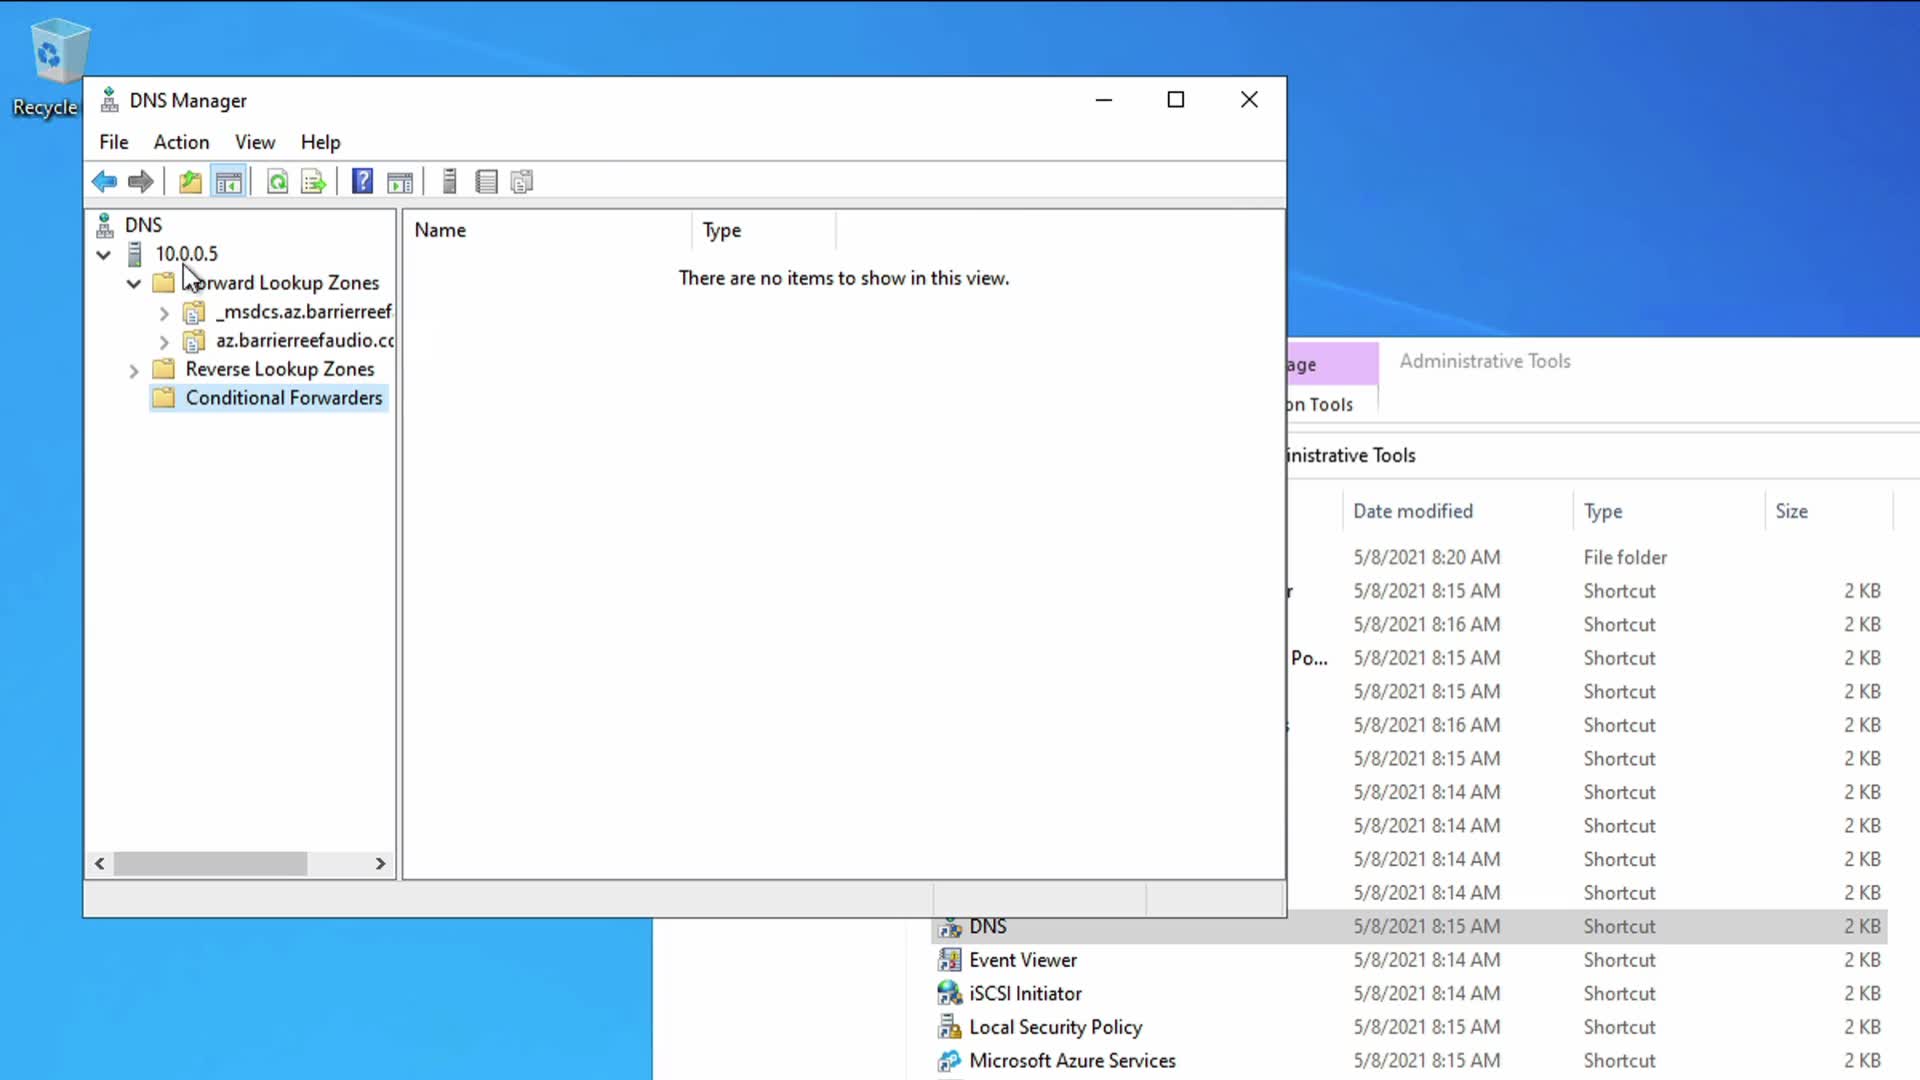 Recycle
DNS Manager
File Action View Help
DNS
10.0.0.5
Forward Lookup Zones
_msdcs.az.barrierreef
az.barrierreefaudio.cc
Reverse Lookup Zones
Conditional Forwarders
Name Type
There are no items to show in this view.
age
Administrative Tools
on Tools
inistrative Tools
Date modified Type Size
5/8/2021 8:20 AM File folder
r 5/8/2021 8:15 AM Shortcut 2 KB
5/8/2021 8:16 AM Shortcut 2 KB
Po... 5/8/2021 8:15 AM Shortcut 2 KB
5/8/2021 8:15 AM Shortcut 2 KB
5/8/2021 8:16 AM Shortcut 2 KB
5/8/2021 8:15 AM Shortcut 2 KB
5/8/2021 8:14 AM Shortcut 2 KB
5/8/2021 8:14 AM Shortcut 2 KB
5/8/2021 8:14 AM Shortcut 2 KB
5/8/2021 8:14 AM Shortcut 2 KB
DNS 5/8/2021 8:15 AM Shortcut 2 KB
Event Viewer 5/8/2021 8:14 AM Shortcut 2 KB
iSCSI Initiator 5/8/2021 8:14 AM Shortcut 2 KB
Local Security Policy 5/8/2021 8:15 AM Shortcut 2 KB
Microsoft Azure Services 5/8/2021 8:15 AM Shortcut 2 KB